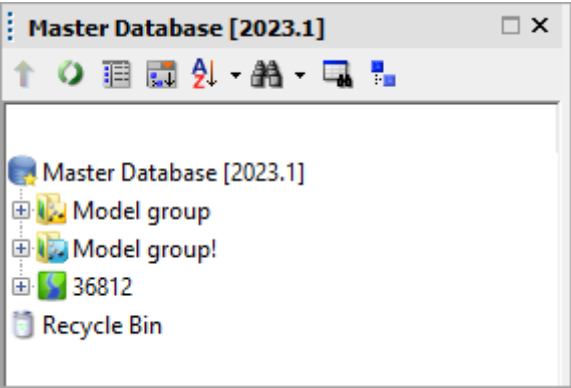 Master Database [2023.1]
Master Database [2023.1]
Model group
Model group!
36812
Recycle Bin